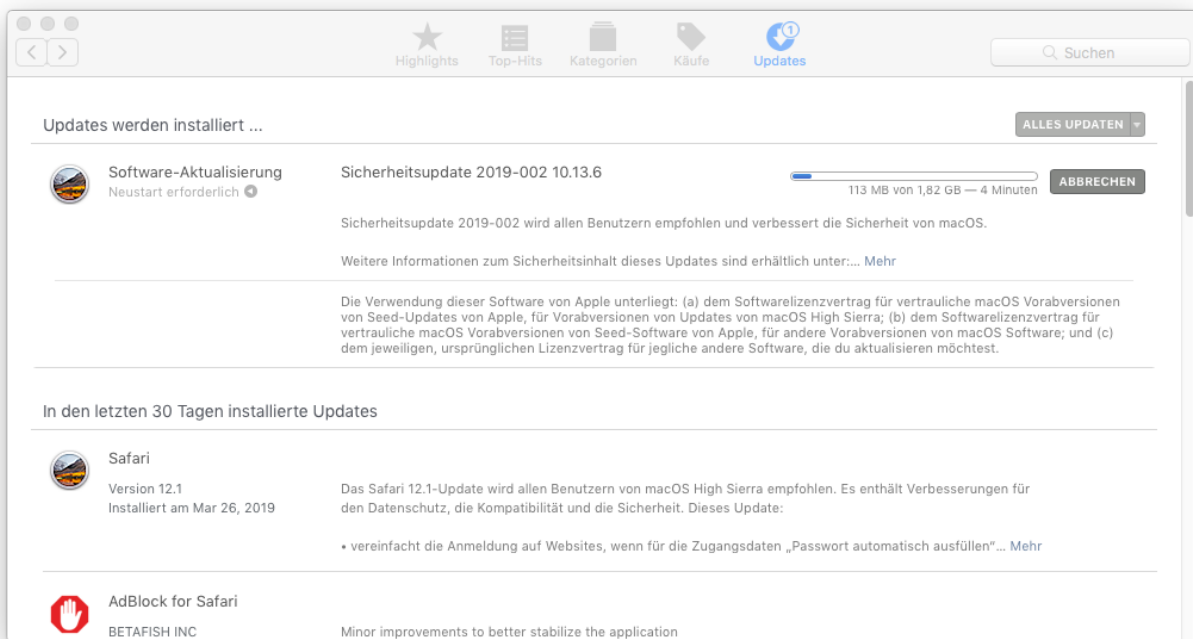 Highlights
Top-Hits
Kategorien
Käufe
1
Updates
Suchen
Updates werden installiert ...
ALLES UPDATEN
Software-Aktualisierung
Neustart erforderlich
Sicherheitsupdate 2019-002 10.13.6
113 MB von 1,82 GB — 4 Minuten
ABBRECHEN
Sicherheitsupdate 2019-002 wird allen Benutzern empfohlen und verbessert die Sicherheit von macOS.
Weitere Informationen zum Sicherheitsinhalt dieses Updates sind erhältlich unter:... Mehr
Die Verwendung dieser Software von Apple unterliegt: (a) dem Softwarelizenzvertrag für vertrauliche macOS Vorabversionen
von Seed-Updates von Apple, für Vorabversionen von Updates von macOS High Sierra; (b) dem Softwarelizenzvertrag für
vertrauliche macOS Vorabversionen von Seed-Software von Apple, für andere Vorabversionen von macOS Software; und (c)
dem jeweiligen, ursprünglichen Lizenzvertrag für jegliche andere Software, die du aktualisieren möchtest.
In den letzten 30 Tagen installierte Updates
Safari
Version 12.1
Installiert am Mar 26, 2019
Das Safari 12.1-Update wird allen Benutzern von macOS High Sierra empfohlen. Es enthält Verbesserungen für
den Datenschutz, die Kompatibilität und die Sicherheit. Dieses Update:
• vereinfacht die Anmeldung auf Websites, wenn für die Zugangsdaten „Passwort automatisch ausfüllen“... Mehr
AdBlock for Safari
BETAFISH INC
Minor improvements to better stabilize the application